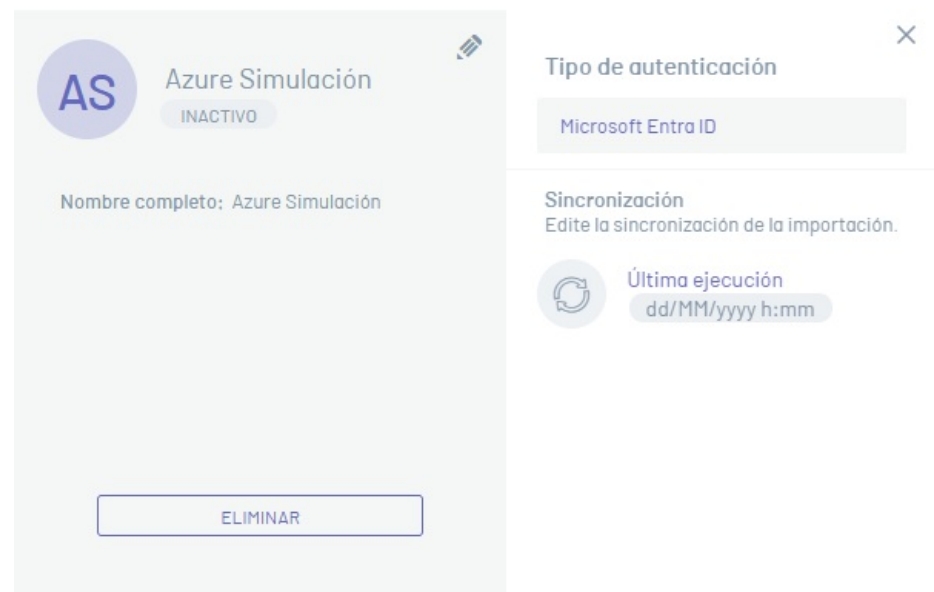 AS
Azure Simulación
INACTIVO
Nombre completo: Azure Simulación
ELIMINAR
Tipo de autenticación
Microsoft Entra ID
Sincronización
Edite la sincronización de la importación.
Última ejecución
dd/MM/yyyy h:mm